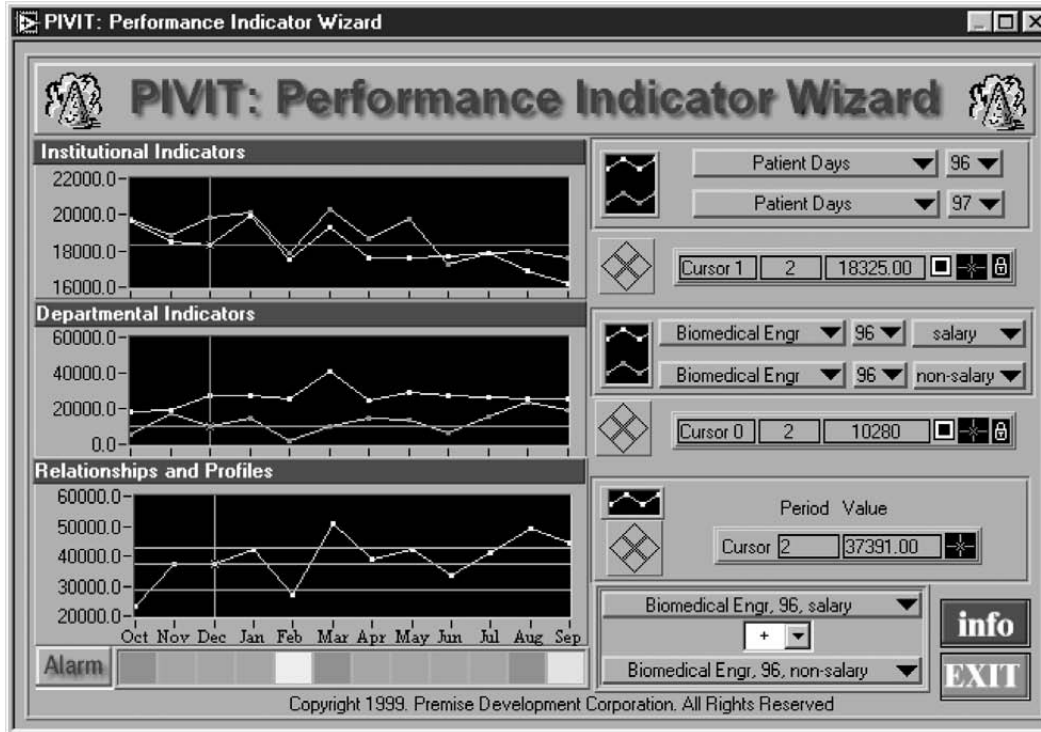 PIVIT: Performance Indicator Wizard
PIVIT: Performance Indicator Wizard
Institutional Indicators
22000.0
20000.0
18000.0
16000.0
Patient Days 96
Patient Days 97
Cursor 1 2 18325.00
Departmental Indicators
60000.0
40000.0
20000.0
0.0
Biomedical Engr 96 salary
Biomedical Engr 96 non-salary
Cursor 0 2 10280
Relationships and Profiles
60000.0
50000.0
40000.0
30000.0
20000.0
Oct Nov Dec Jan Feb Mar Apr May Jun Jul Aug Sep
Period Value
Cursor 2 37391.00
Biomedical Engr, 96, salary
+
Biomedical Engr, 96, non-salary
info
EXIT
Alarm
Copyright 1999. Premise Development Corporation. All Rights Reserved